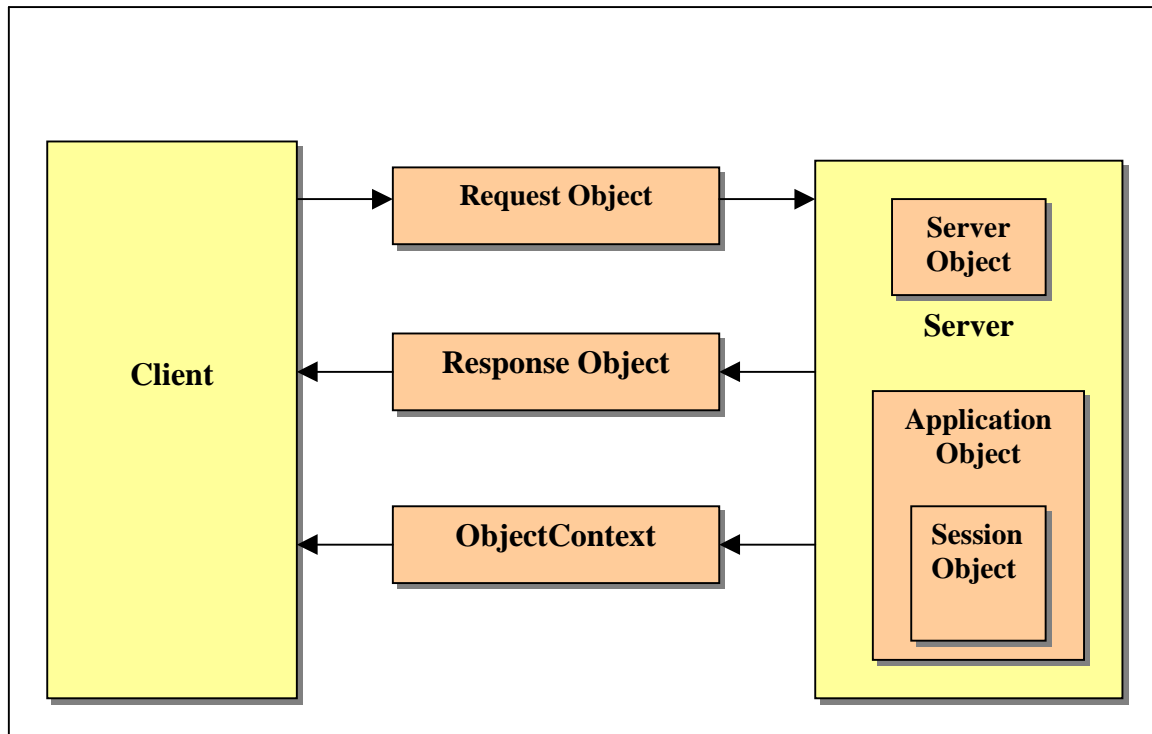 Client
Request Object
Response Object
ObjectContext
Server
Object
Server
Application
Object
Session
Object